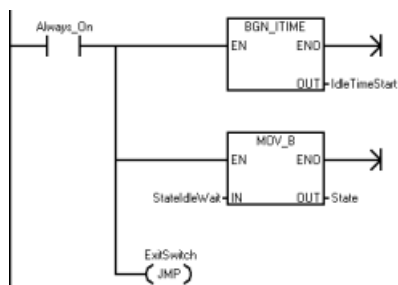 Always_On
BGN_ITIME
EN ENO
OUT IdleTimeStart
MOV_B
EN ENO
StateIdleWait IN OUT State
ExitSwitch
JMP